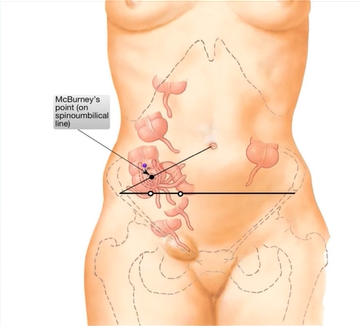 McBurney's
point (on
spinoumbilical
line)